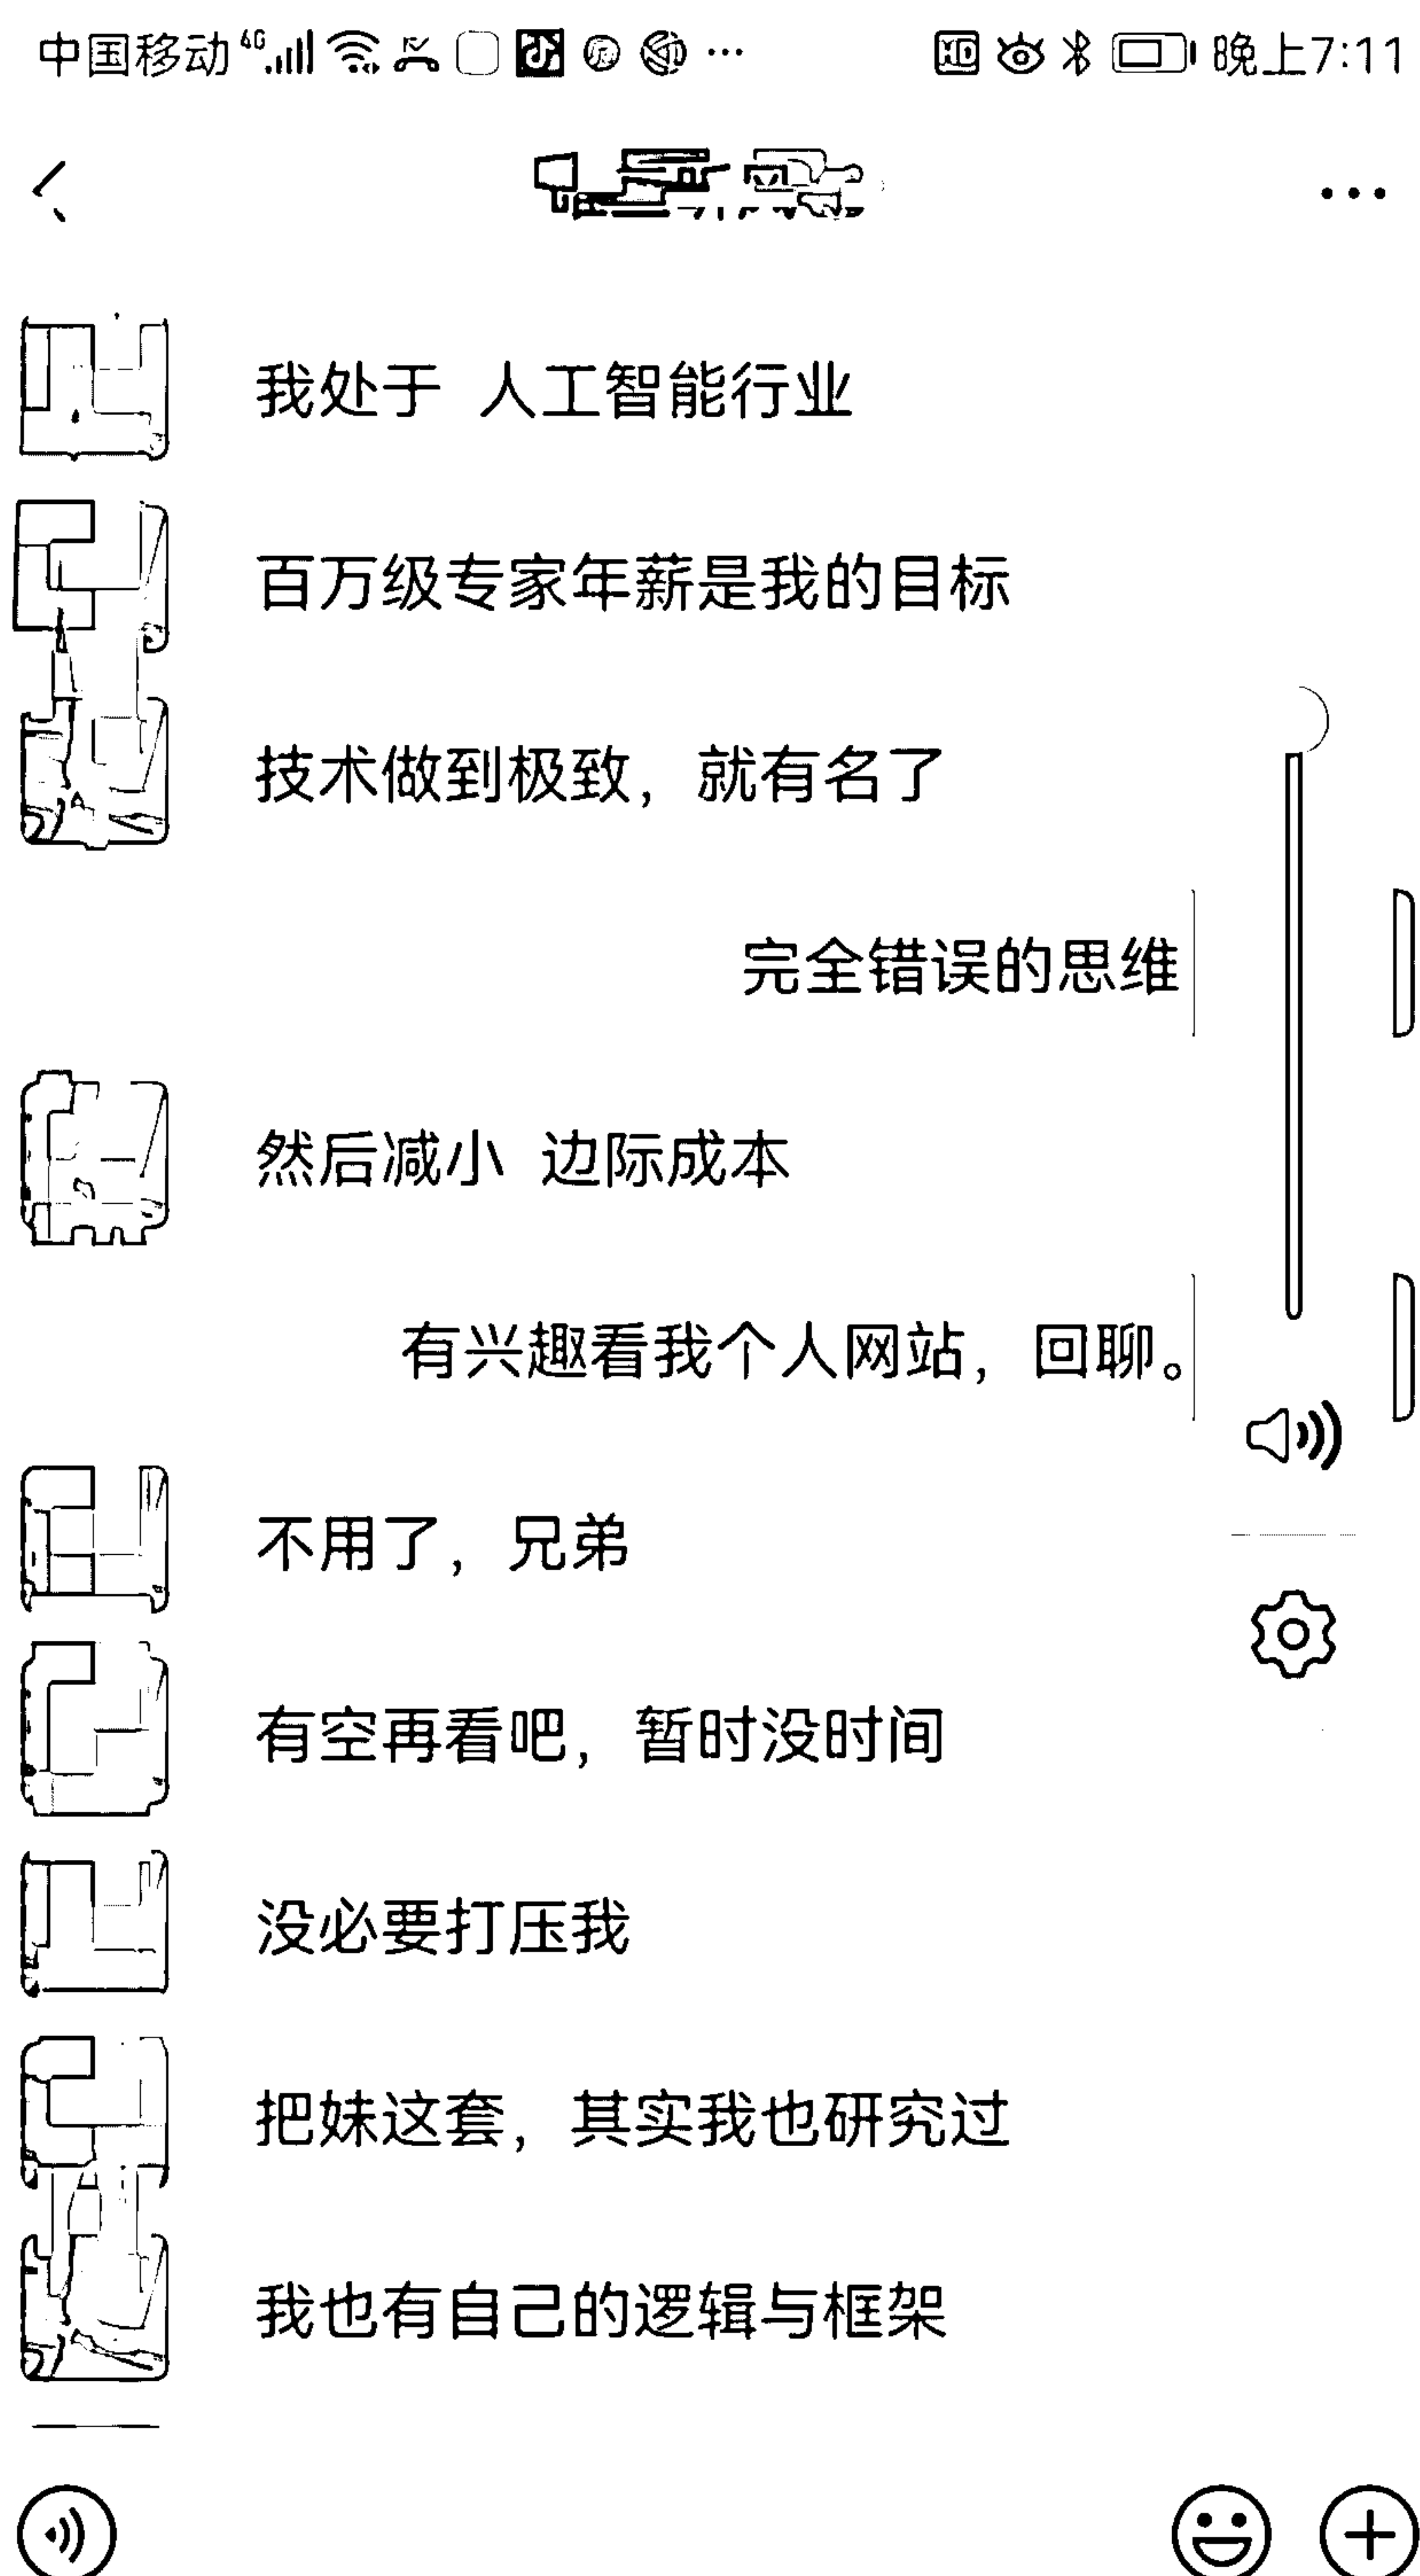 中国移动 4G 晚上7:11
我处于 人工智能行业
百万级专家年薪是我的目标
技术做到极致，就有名了
完全错误的思维
然后减小 边际成本
有兴趣看我个人网站，回聊。
不用了，兄弟
有空再看吧，暂时没时间
没必要打压我
把妹这套，其实我也研究过
我也有自己的逻辑与框架